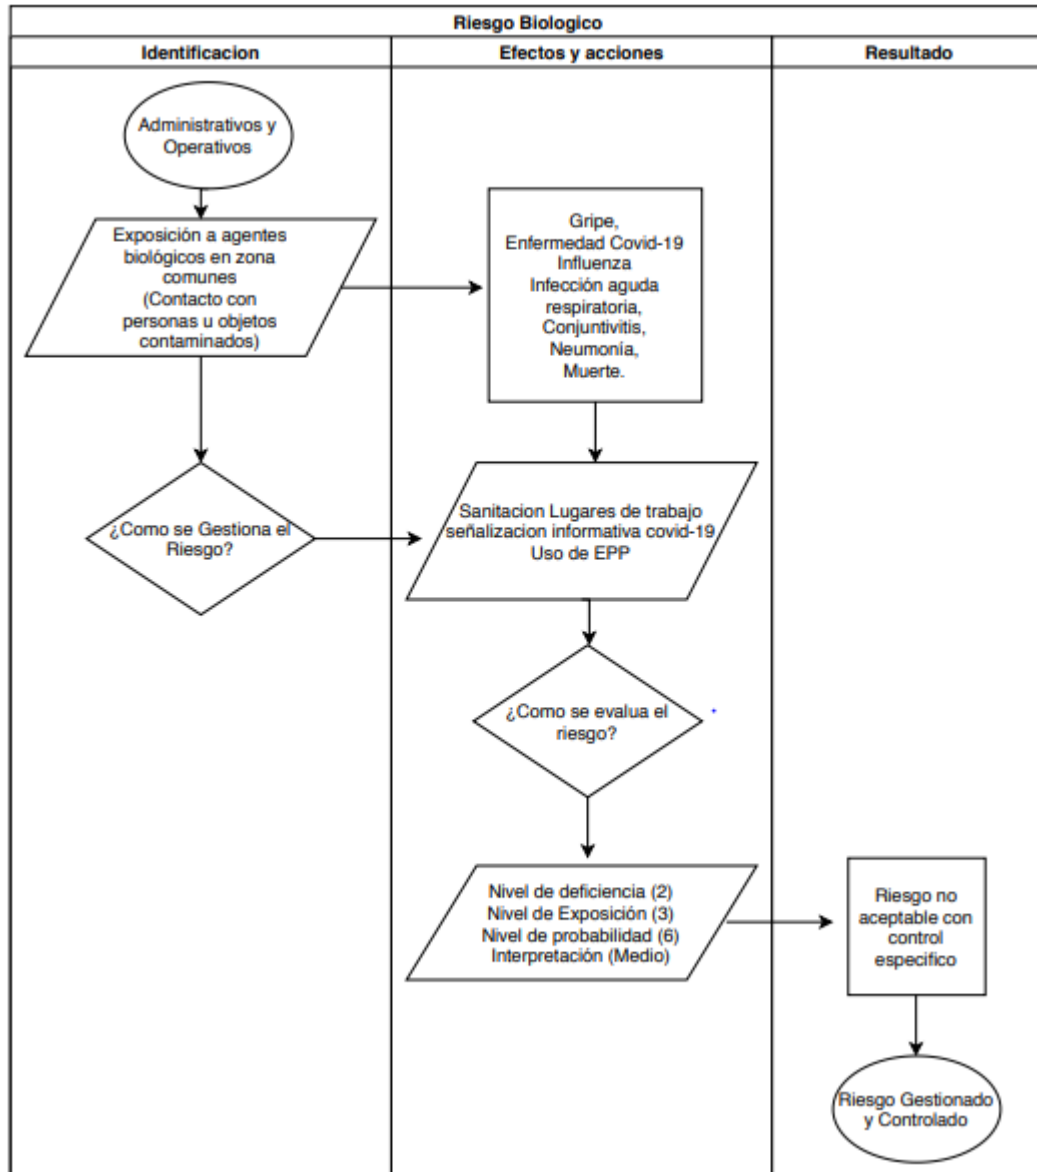 Riesgo Biologico
Identificacion
Efectos y acciones
Resultado
Administrativos y
Operativos
Exposición a agentes
biológicos en zona
comunes
(Contacto con
personas u objetos
contaminados)
Gripe,
Enfermedad Covid-19
Influenza
Infección aguda
respiratoria,
Conjuntivitis,
Neumonía,
Muerte.
¿Como se Gestiona el
Riesgo?
Sanitacion Lugares de trabajo
señalizacion informativa covid-19
Uso de EPP
¿Como se evalua el
riesgo?
Nivel de deficiencia (2)
Nivel de Exposición (3)
Nivel de probabilidad (6)
Interpretación (Medio)
Riesgo no
aceptable con
control
especifico
Riesgo Gestionado
y Controlado